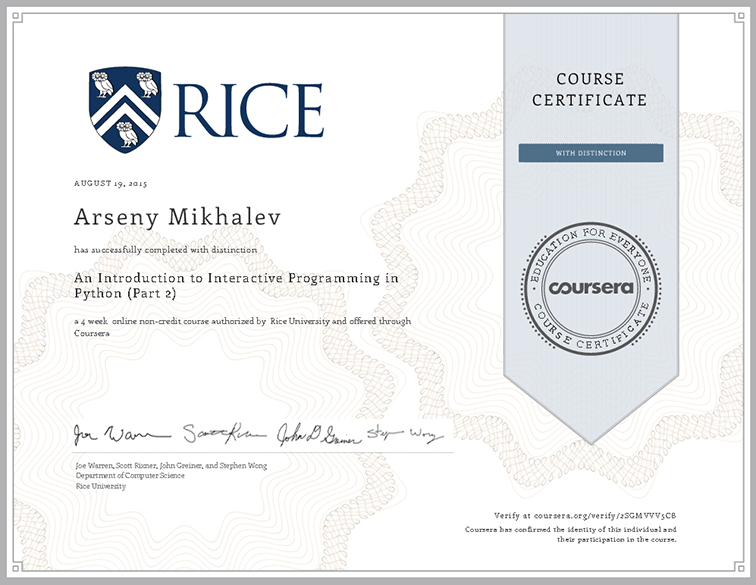 RICE
COURSE
CERTIFICATE
WITH DISTINCTION
EDUCATION FOR EVERYONE
coursera
COURSE CERTIFICATE
AUGUST 19, 2015
Arseny Mikhalev
has successfully completed with distinction
An Introduction to Interactive Programming in
Python (Part 2)
a 4 week online non-credit course authorized by Rice University and offered through
Coursera
Joe Warren
Scott Rixner
John D Greiner
Stephen Wong
Joe Warren, Scott Rixner, John Greiner, and Stephen Wong
Department of Computer Science
Rice University
Verify at coursera.org/verify/2SGMVVV5CB
Coursera has confirmed the identity of this individual and
their participation in the course.